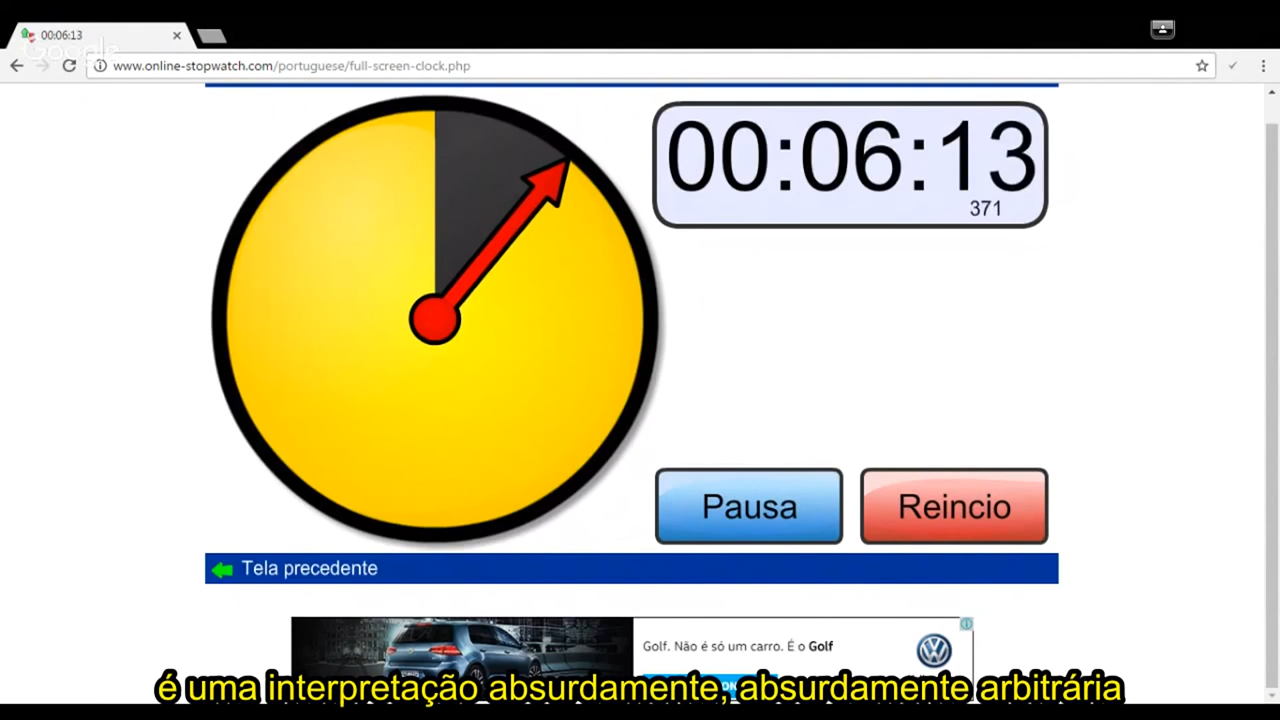 00:06:13
Google
www.online-stopwatch.com/portuguese/full-screen-clock.php
00:06:13
371
Pausa
Reincio
Tela precedente
Golf. Não é só um carro. É o Golf
é uma interpretação absurdamente, absurdamente arbitrária